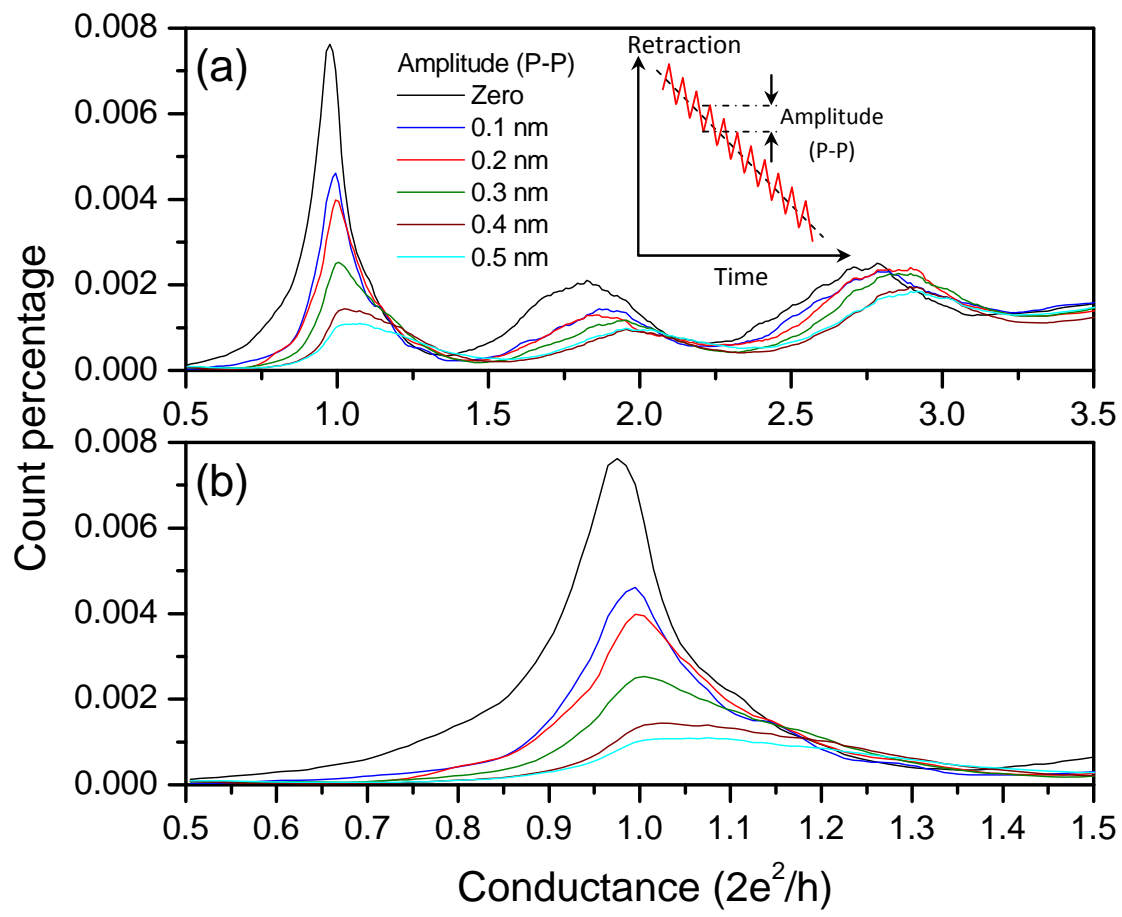 0.008
0.006
0.004
0.002
0.000
(a)
Amplitude (P-P)
Zero
0.1 nm
0.2 nm
0.3 nm
0.4 nm
0.5 nm
Retraction
Amplitude
(P-P)
Time
0.5 1.0 1.5 2.0 2.5 3.0 3.5
Count percentage
0.008
0.006
0.004
0.002
0.000
(b)
0.5 0.6 0.7 0.8 0.9 1.0 1.1 1.2 1.3 1.4 1.5
Conductance (2e²/h)